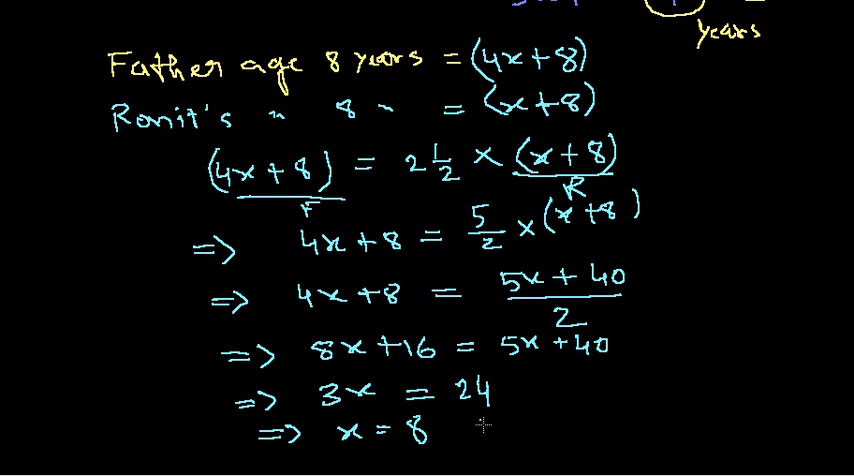 years
Father age 8 years = (4x+8)
Ronit's " 8 " = (x+8)
(4x+8) = 2 1/2 × (x+8)
F R
=> 4x+8 = 5/2 × (x+8)
=> 4x+8 = (5x+40)/2
=> 8x+16 = 5x+40
=> 3x = 24
=> x = 8